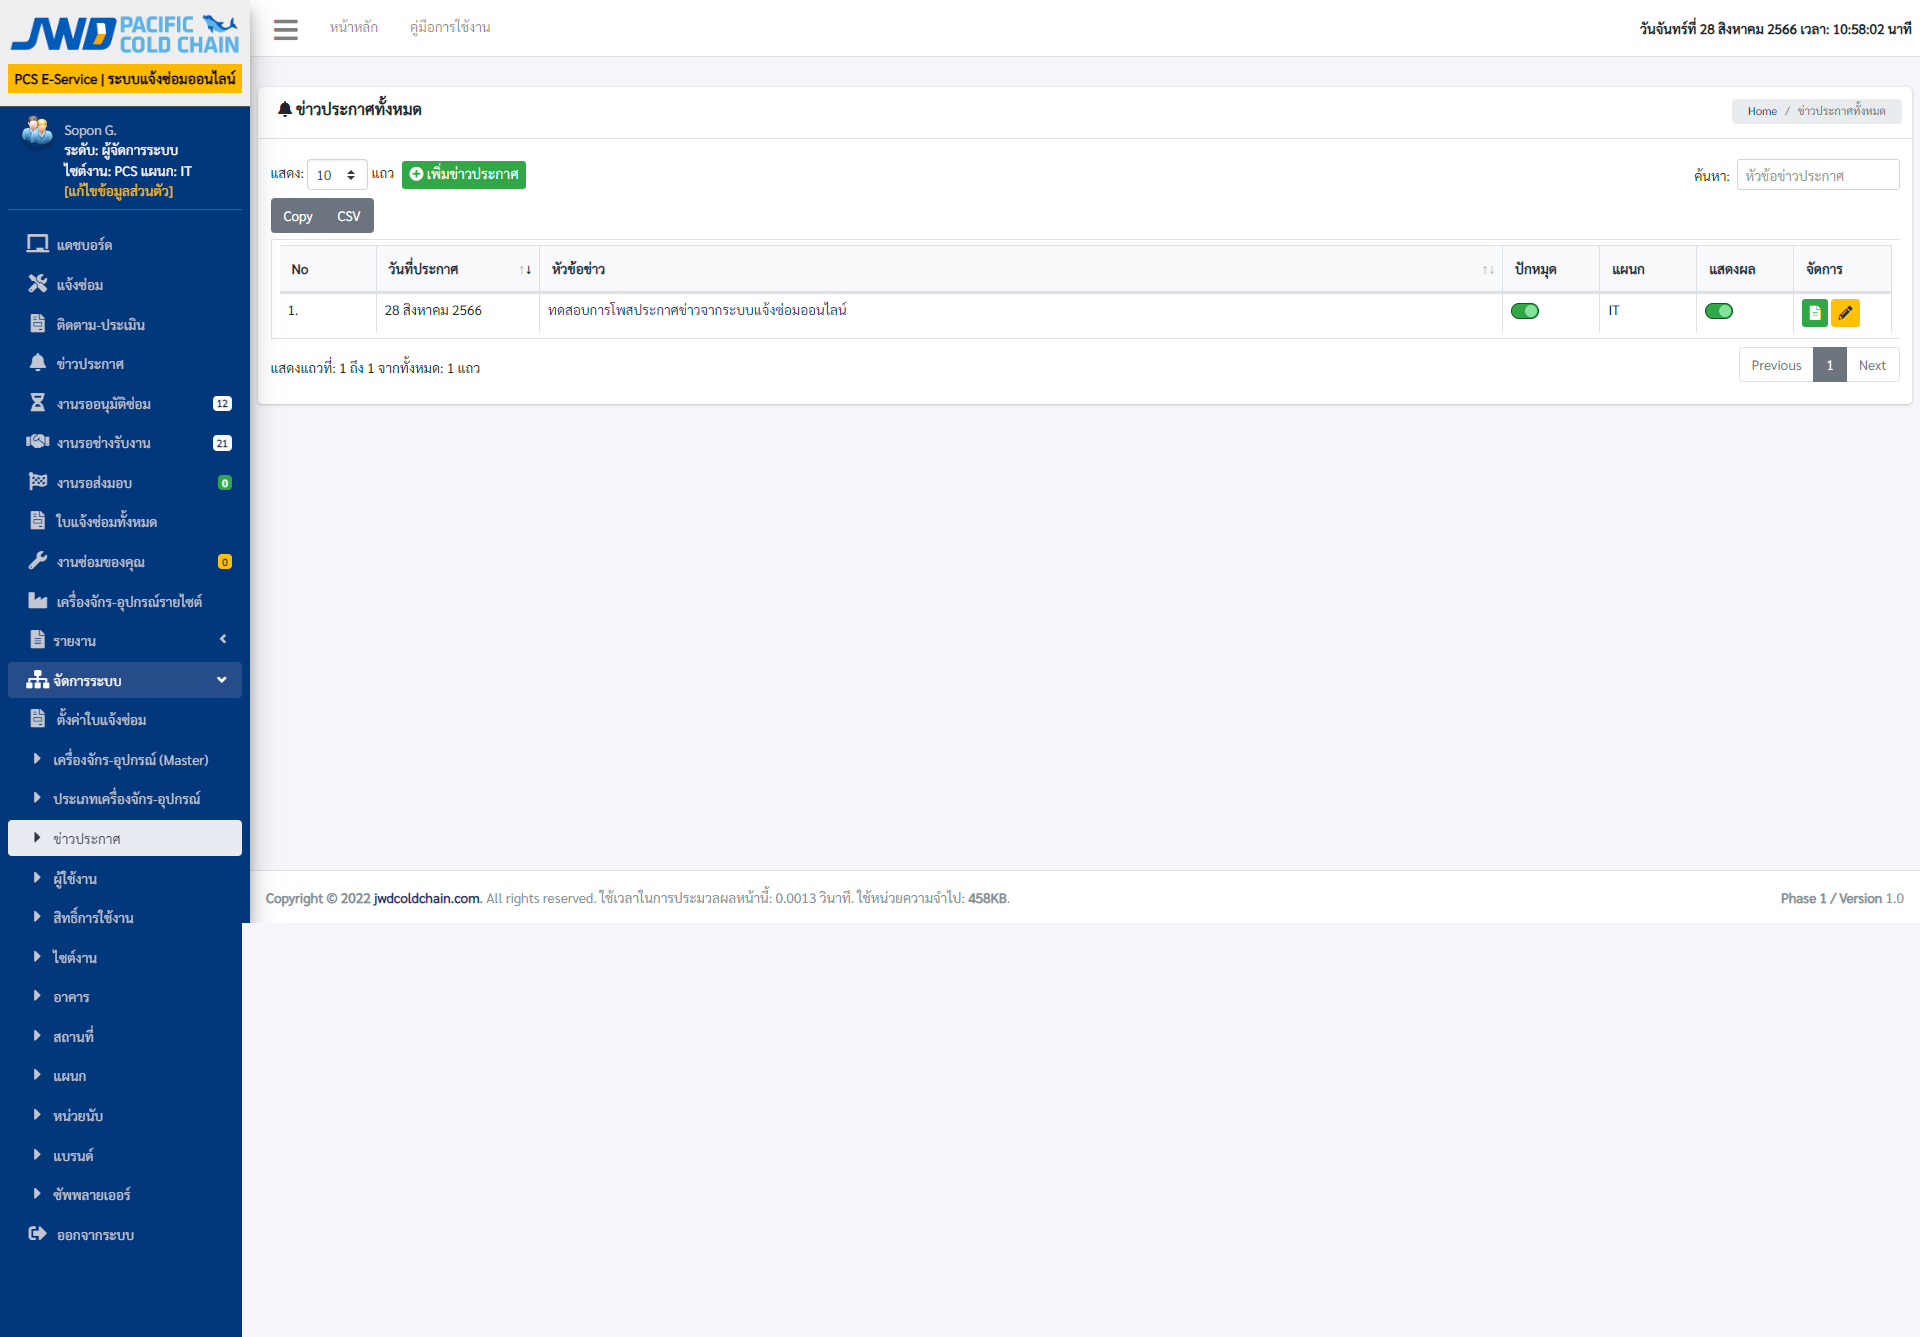 JWD PACIFIC COLD CHAIN
PCS E-Service | ระบบแจ้งซ่อมออนไลน์
Sopon G.
ระดับ: ผู้จัดการระบบ
ไซต์งาน: PCS แผนก: IT
[แก้ไขข้อมูลส่วนตัว]
แดชบอร์ด
แจ้งซ่อม
ติดตาม-ประเมิน
ข่าวประกาศ
งานรออนุมัติซ่อม 12
งานรอช่างรับงาน 21
งานรอส่งมอบ 0
ใบแจ้งซ่อมทั้งหมด
งานซ่อมของคุณ 0
เครื่องจักร-อุปกรณ์รายไซต์
รายงาน
จัดการระบบ
ตั้งค่าใบแจ้งซ่อม
เครื่องจักร-อุปกรณ์ (Master)
ประเภทเครื่องจักร-อุปกรณ์
ข่าวประกาศ
ผู้ใช้งาน
สิทธิ์การใช้งาน
ไซต์งาน
อาคาร
สถานที่
แผนก
หน่วยนับ
แบรนด์
ซัพพลายเออร์
ออกจากระบบ
หน้าหลัก คู่มือการใช้งาน
วันจันทร์ที่ 28 สิงหาคม 2566 เวลา: 10:58:02 นาที
ข่าวประกาศทั้งหมด
Home / ข่าวประกาศทั้งหมด
แสดง: 10 แถว เพิ่มข่าวประกาศ
ค้นหา: หัวข้อข่าวประกาศ
Copy CSV
No วันที่ประกาศ หัวข้อข่าว ปักหมุด แผนก แสดงผล จัดการ
1. 28 สิงหาคม 2566 ทดสอบการโพสประกาศข่าวจากระบบแจ้งซ่อมออนไลน์ IT
แสดงแถวที่: 1 ถึง 1 จากทั้งหมด: 1 แถว
Previous 1 Next
Copyright © 2022 jwdcoldchain.com. All rights reserved. ใช้เวลาในการประมวลผลหน้านี้: 0.0013 วินาที. ใช้หน่วยความจำไป: 458KB.
Phase 1 / Version 1.0